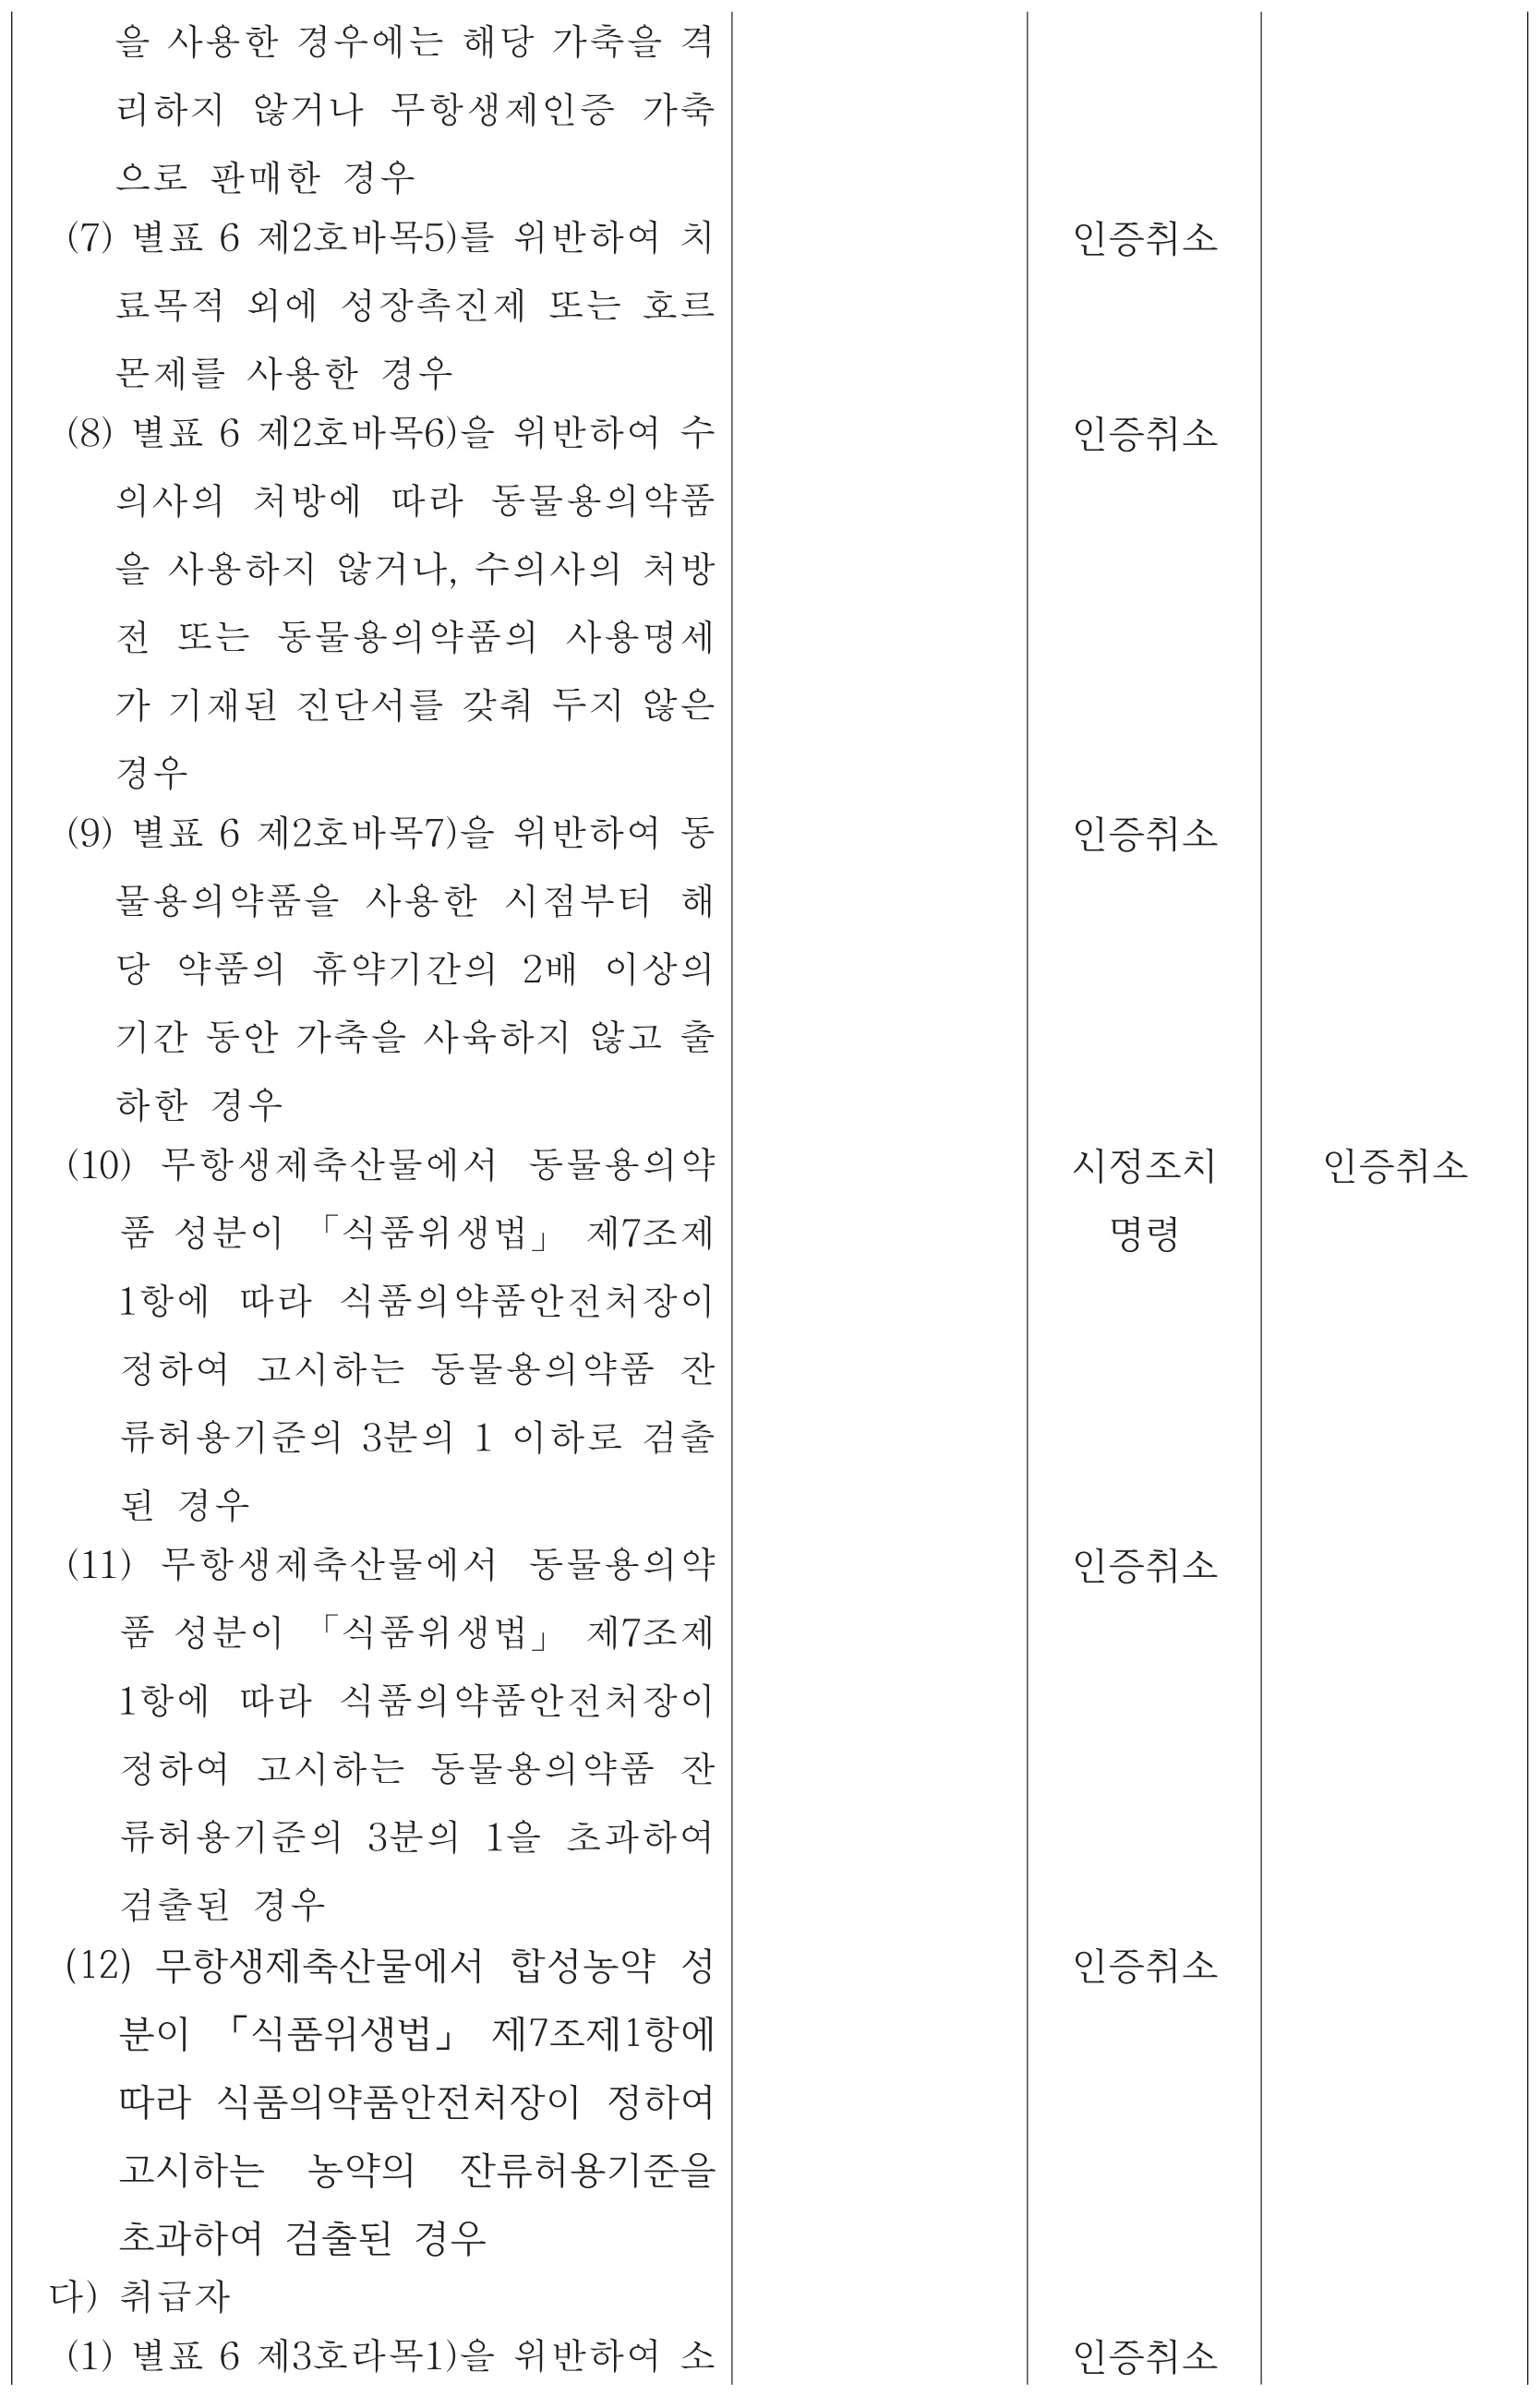 을 사용한 경우에는 해당 가축을 격
리하지 않거나 무항생제인증 가축
으로 판매한 경우
(7) 별표 6 제2호바목5)를 위반하여 치 인증취소
료목적 외에 성장촉진제 또는 호르
몬제를 사용한 경우
(8) 별표 6 제2호바목6)을 위반하여 수 인증취소
의사의 처방에 따라 동물용의약품
을 사용하지 않거나, 수의사의 처방
전 또는 동물용의약품의 사용명세
가 기재된 진단서를 갖춰 두지 않은
경우
(9) 별표 6 제2호바목7)을 위반하여 동 인증취소
물용의약품을 사용한 시점부터 해
당 약품의 휴약기간의 2배 이상의
기간 동안 가축을 사육하지 않고 출
하한 경우
(10) 무항생제축산물에서 동물용의약 시정조치 인증취소
품 성분이 「식품위생법」 제7조제 명령
1항에 따라 식품의약품안전처장이
정하여 고시하는 동물용의약품 잔
류허용기준의 3분의 1 이하로 검출
된 경우
(11) 무항생제축산물에서 동물용의약 인증취소
품 성분이 「식품위생법」 제7조제
1항에 따라 식품의약품안전처장이
정하여 고시하는 동물용의약품 잔
류허용기준의 3분의 1을 초과하여
검출된 경우
(12) 무항생제축산물에서 합성농약 성 인증취소
분이 「식품위생법」 제7조제1항에
따라 식품의약품안전처장이 정하여
고시하는 농약의 잔류허용기준을
초과하여 검출된 경우
다) 취급자
(1) 별표 6 제3호라목1)을 위반하여 소 인증취소